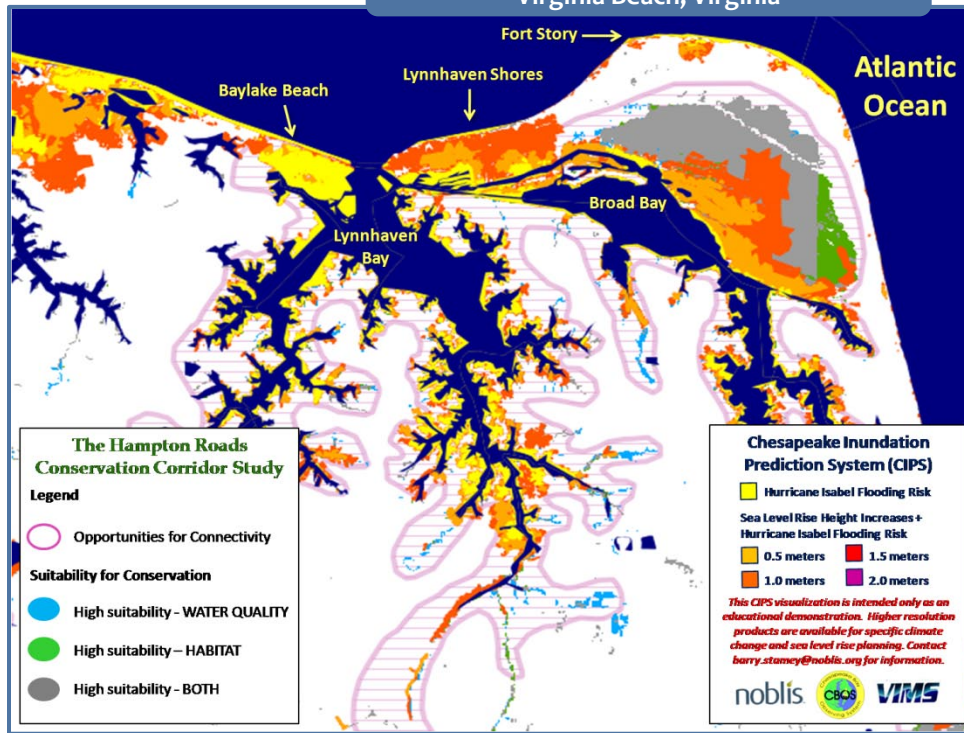 Virginia Beach, Virginia
Fort Story
Atlantic
Ocean
Lynnhaven Shores
Baylake Beach
Broad Bay
Lynnhaven
Bay
The Hampton Roads
Conservation Corridor Study
Legend
Opportunities for Connectivity
Suitability for Conservation
High suitability - WATER QUALITY
High suitability – HABITAT
High suitability - BOTH
Chesapeake Inundation
Prediction System (CIPS)
Hurricane Isabel Flooding Risk
Sea Level Rise Height Increases +
Hurricane Isabel Flooding Risk
0.5 meters
1.5 meters
1.0 meters
2.0 meters
This CIPS visualization is intended only as an
educational demonstration. Higher resolution
products are available for specific climate
change and sea level rise planning. Contact
barry.stamey@noblis.org for information.
noblis
CBOS
VIMS